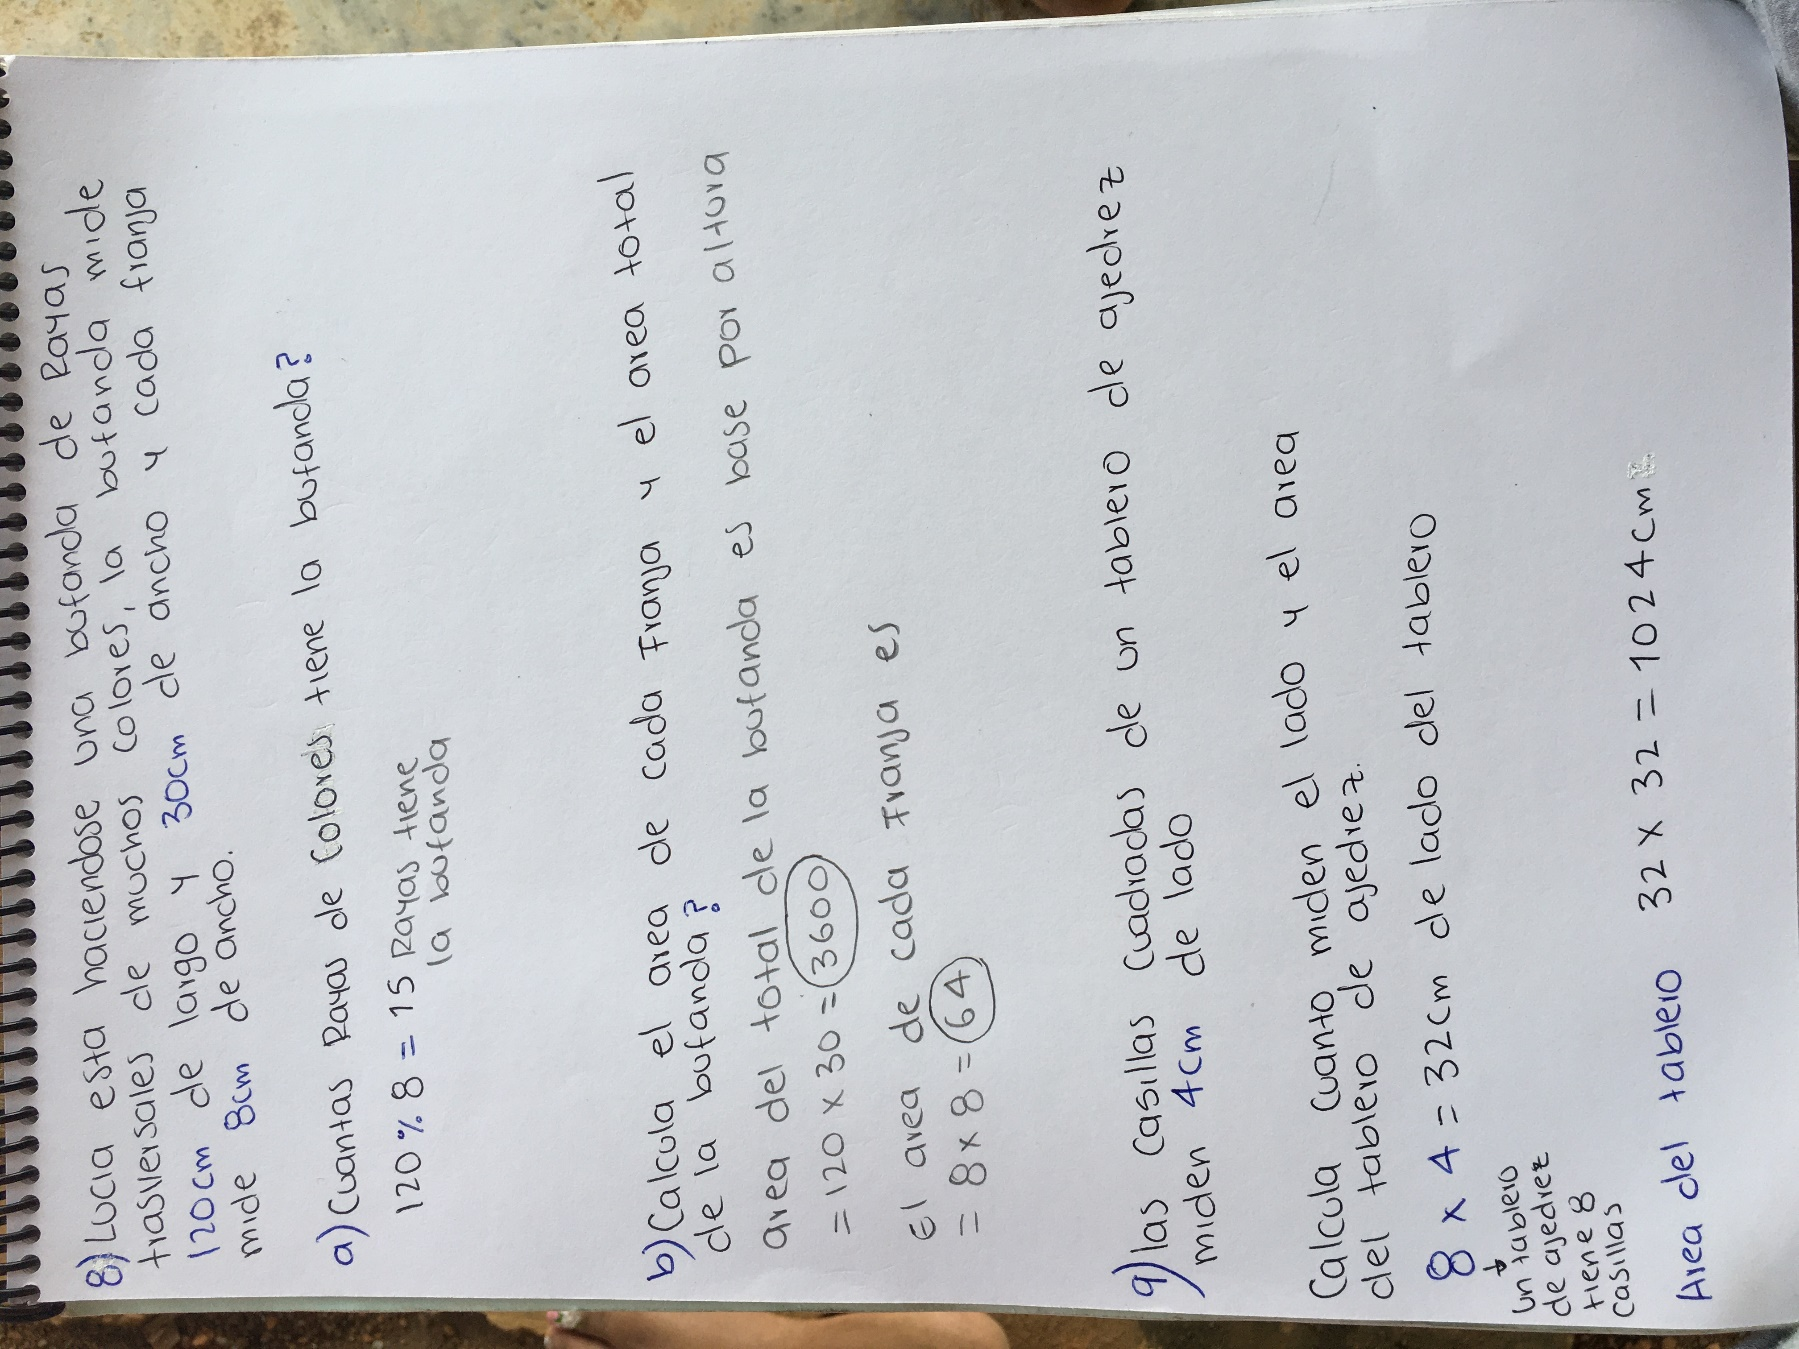 8) Lucia esta haciendose una bufanda de Rayas
trasversales de muchos colores, la bufanda mide
120cm de largo y 30cm de ancho y cada franja
mide 8cm de ancho.
a) Cuantas Rayas de Colores tiene la bufanda?
120 % 8 = 15 Rayas tiene
la bufanda
b) Calcula el area de cada Franja y el area total
de la bufanda?
area del total de la bufanda es base por altura
= 120 x 30 = 3600
El area de cada Franja es
= 8 x 8 = 64
9) las Casillas Cuadradas de un tablero de ajedrez
miden 4cm de lado
Calcula Cuanto miden el lado y el area
del tablero de ajedrez.
8 x 4 = 32cm de lado del tablero
un tablero
de ajedrez
tiene 8
Casillas
Area del tablero 32 x 32 = 1024cm